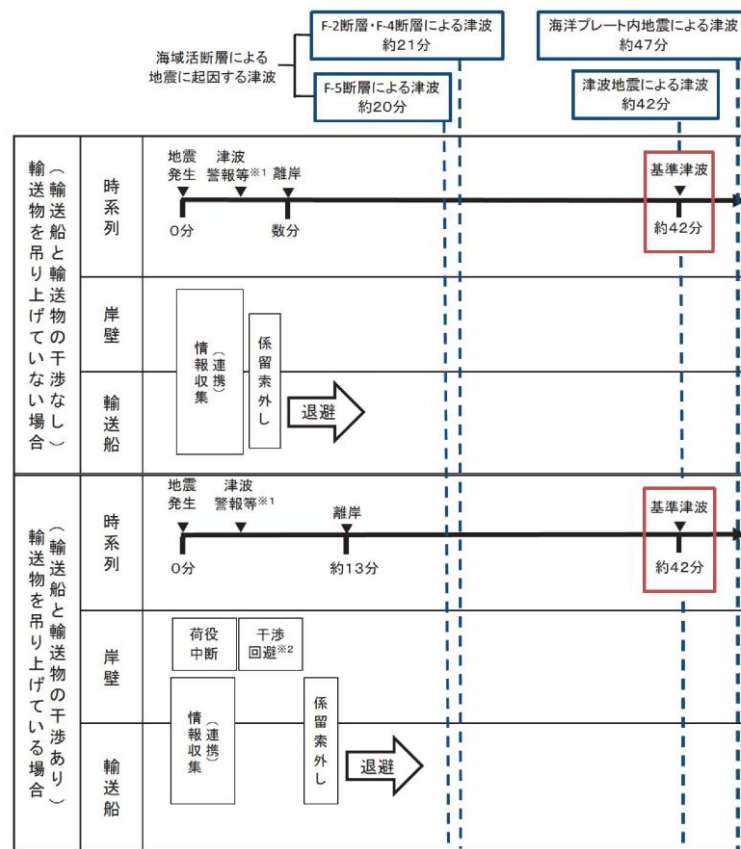 海域活断層による
地震に起因する津波
F-2断層・F-4断層による津波
約21分
F-5断層による津波
約20分
海洋プレート内地震による津波
約47分
津波地震による津波
約42分
輸送物を吊り上げていない場合
（輸送船と輸送物の干渉なし）
時系列
地震
発生
津波
警報等※1
離岸
基準津波
0分
数分
約42分
岸壁
輸送船
情報収集
（連携）
係留索外し
退避
輸送物を吊り上げている場合
（輸送船と輸送物の干渉あり）
時系列
地震
発生
津波
警報等※1
離岸
基準津波
0分
約13分
約42分
岸壁
輸送船
荷役
中断
干渉
回避※2
情報収集
（連携）
係留索外し
退避